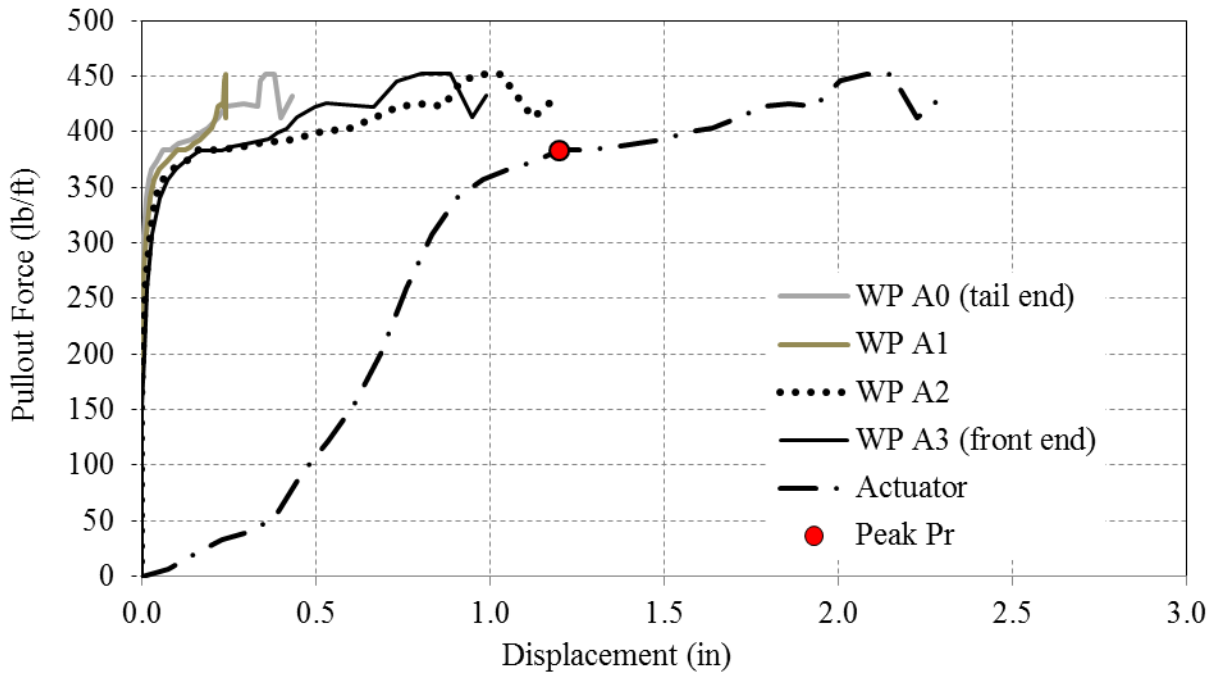 500
450
400
350
300
250
200
150
100
50
0
Pullout Force (lb/ft)
WP A0 (tail end)
WP A1
WP A2
WP A3 (front end)
Actuator
Peak Pr
0.0 0.5 1.0 1.5 2.0 2.5 3.0
Displacement (in)